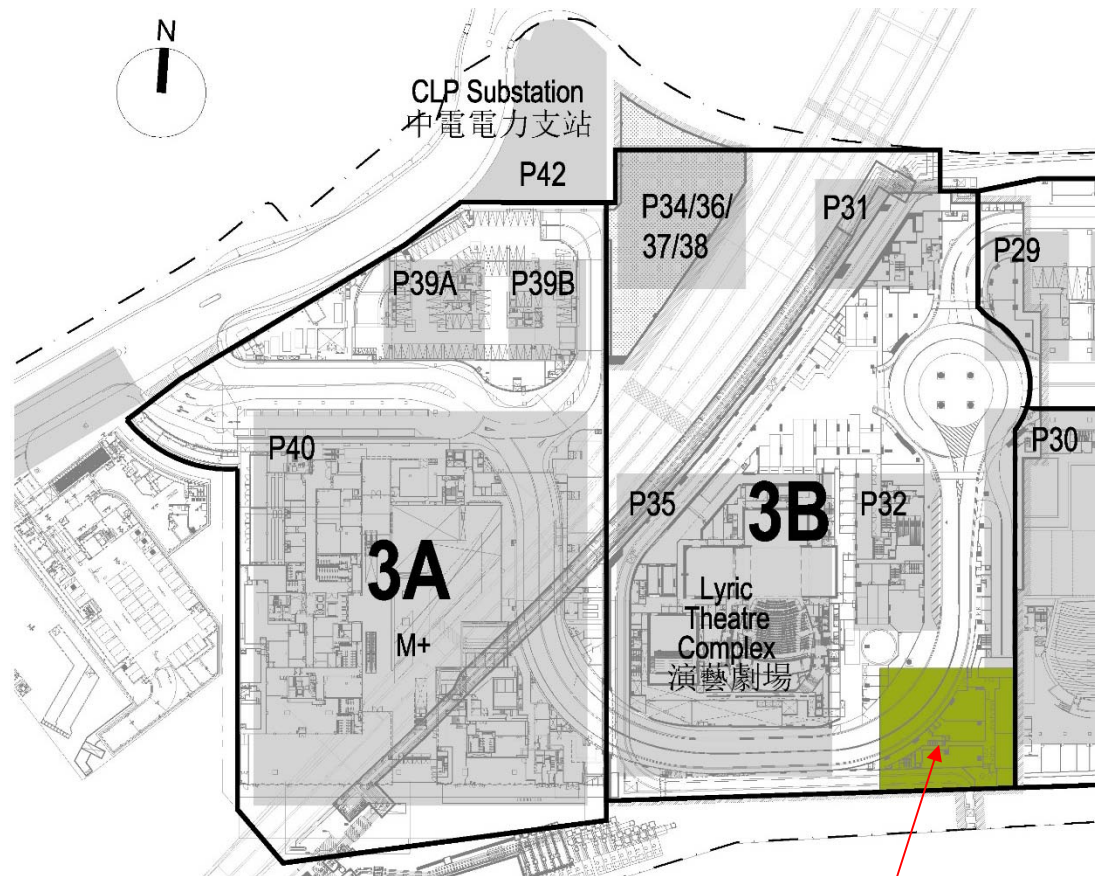 N
CLP Substation
中電電力支站
P42
P34/36/
37/38
P31
P29
P39A
P39B
P40
P30
P35
3B
P32
3A
M+
Lyric
Theatre
Complex
演藝劇場